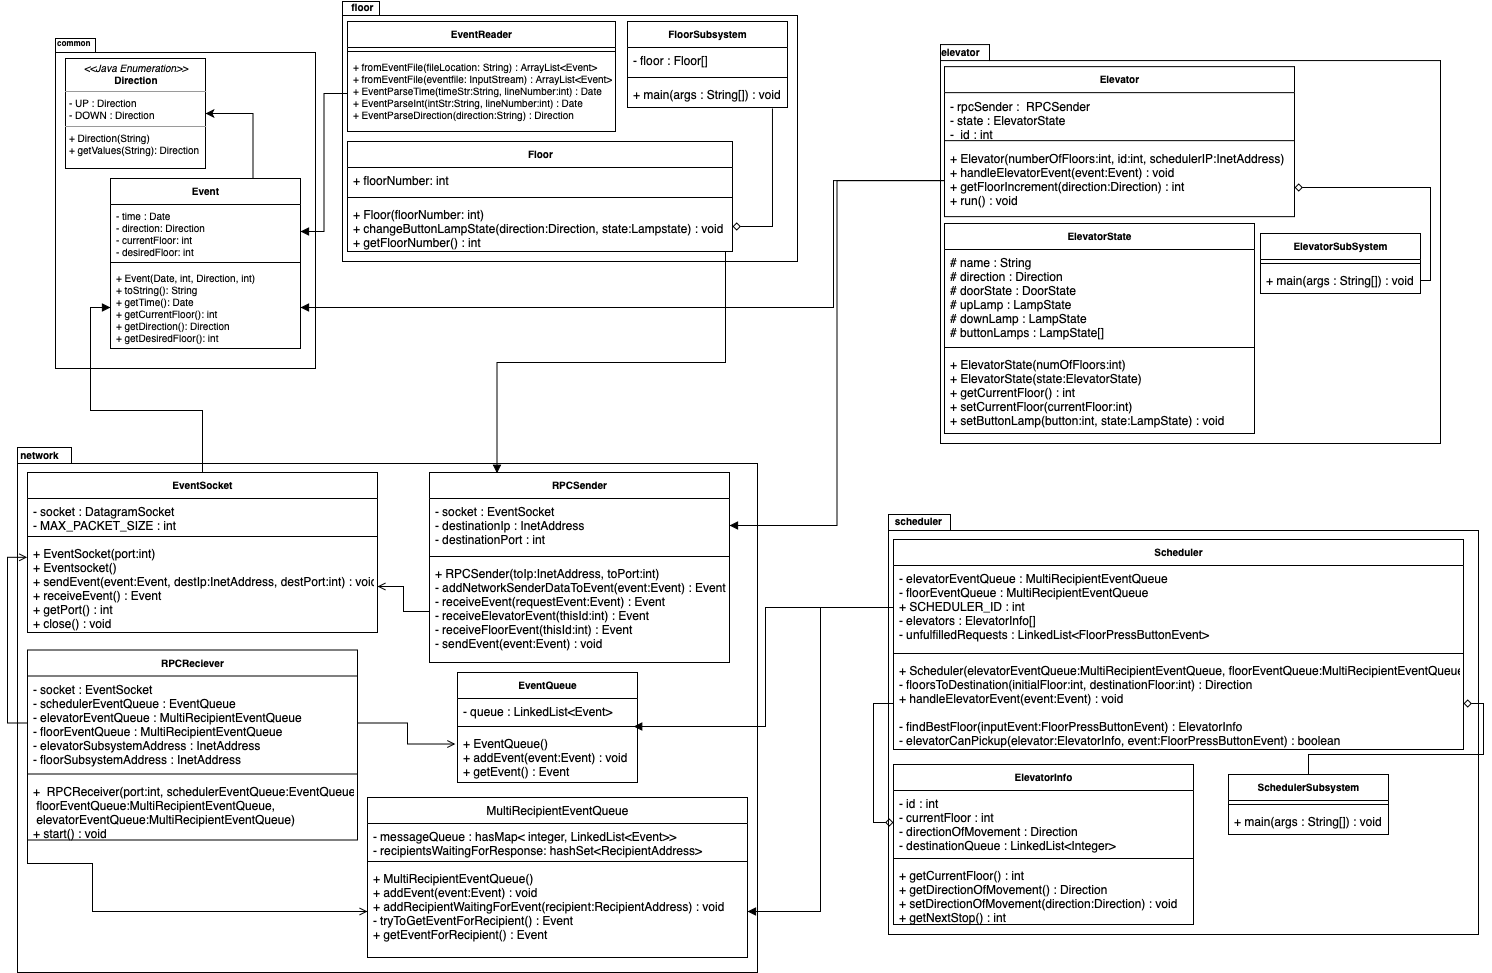 common
<<Java Enumeration>>
Direction
- UP : Direction
- DOWN : Direction
+ Direction(String)
+ getValues(String): Direction
Event
- time : Date
- direction: Direction
- currentFloor: int
- desiredFloor: int
+ Event(Date, int, Direction, int)
+ toString(): String
+ getTime(): Date
+ getCurrentFloor(): int
+ getDirection(): Direction
+ getDesiredFloor(): int
floor
EventReader
+ fromEventFile(fileLocation: String) : ArrayList<Event>
+ fromEventFile(eventfile: InputStream) : ArrayList<Event>
+ EventParseTime(timeStr:String, lineNumber:int) : Date
+ EventParseInt(intStr:String, lineNumber:int) : Date
+ EventParseDirection(direction:String) : Direction
FloorSubsystem
- floor : Floor[]
+ main(args : String[]) : void
Floor
+ floorNumber: int
+ Floor(floorNumber: int)
+ changeButtonLampState(direction:Direction, state:Lampstate) : void
+ getFloorNumber() : int
elevator
Elevator
- rpcSender : RPCSender
- state : ElevatorState
- id : int
+ Elevator(numberOfFloors:int, id:int, schedulerIP:InetAddress)
+ handleElevatorEvent(event:Event) : void
+ getFloorIncrement(direction:Direction) : int
+ run() : void
ElevatorState
# name : String
# direction : Direction
# doorState : DoorState
# upLamp : LampState
# downLamp : LampState
# buttonLamps : LampState[]
+ ElevatorState(numOfFloors:int)
+ ElevatorState(state:ElevatorState)
+ getCurrentFloor() : int
+ setCurrentFloor(currentFloor:int)
+ setButtonLamp(button:int, state:LampState) : void
ElevatorSubSystem
+ main(args : String[]) : void
network
EventSocket
- socket : DatagramSocket
- MAX_PACKET_SIZE : int
+ EventSocket(port:int)
+ Eventsocket()
+ sendEvent(event:Event, destIp:InetAddress, destPort:int) : void
+ receiveEvent() : Event
+ getPort() : int
+ close() : void
RPCSender
- socket : EventSocket
- destinationIp : InetAddress
- destinationPort : int
+ RPCSender(toIp:InetAddress, toPort:int)
- addNetworkSenderDataToEvent(event:Event) : Event
- receiveEvent(requestEvent:Event) : Event
- receiveElevatorEvent(thisId:int) : Event
- receiveFloorEvent(thisId:int) : Event
- sendEvent(event:Event) : void
RPCReciever
- socket : EventSocket
- schedulerEventQueue : EventQueue
- elevatorEventQueue : MultiRecipientEventQueue
- floorEventQueue : MultiRecipientEventQueue
- elevatorSubsystemAddress : InetAddress
- floorSubsystemAddress : InetAddress
+ RPCReceiver(port:int, schedulerEventQueue:EventQueue
floorEventQueue:MultiRecipientEventQueue,
elevatorEventQueue:MultiRecipientEventQueue)
+ start() : void
EventQueue
- queue : LinkedList<Event>
+ EventQueue()
+ addEvent(event:Event) : void
+ getEvent() : Event
MultiRecipientEventQueue
- messageQueue : hasMap< integer, LinkedList<Event>>
- recipientsWaitingForResponse: hashSet<RecipientAddress>
+ MultiRecipientEventQueue()
+ addEvent(event:Event) : void
+ addRecipientWaitingForEvent(recipient:RecipientAddress) : void
- tryToGetEventForRecipient() : Event
+ getEventForRecipient() : Event
scheduler
Scheduler
- elevatorEventQueue : MultiRecipientEventQueue
- floorEventQueue : MultiRecipientEventQueue
+ SCHEDULER_ID : int
- elevators : ElevatorInfo[]
- unfulfilledRequests : LinkedList<FloorPressButtonEvent>
+ Scheduler(elevatorEventQueue:MultiRecipientEventQueue, floorEventQueue:MultiRecipientEventQueue
- floorsToDestination(initialFloor:int, destinationFloor:int) : Direction
+ handleElevatorEvent(event:Event) : void
- findBestFloor(inputEvent:FloorPressButtonEvent) : ElevatorInfo
- elevatorCanPickup(elevator:ElevatorInfo, event:FloorPressButtonEvent) : boolean
ElevatorInfo
- id : int
- currentFloor : int
- directionOfMovement : Direction
- destinationQueue : LinkedList<Integer>
+ getCurrentFloor() : int
+ getDirectionOfMovement() : Direction
+ setDirectionOfMovement(direction:Direction) : void
+ getNextStop() : int
SchedulerSubsystem
+ main(args : String[]) : void